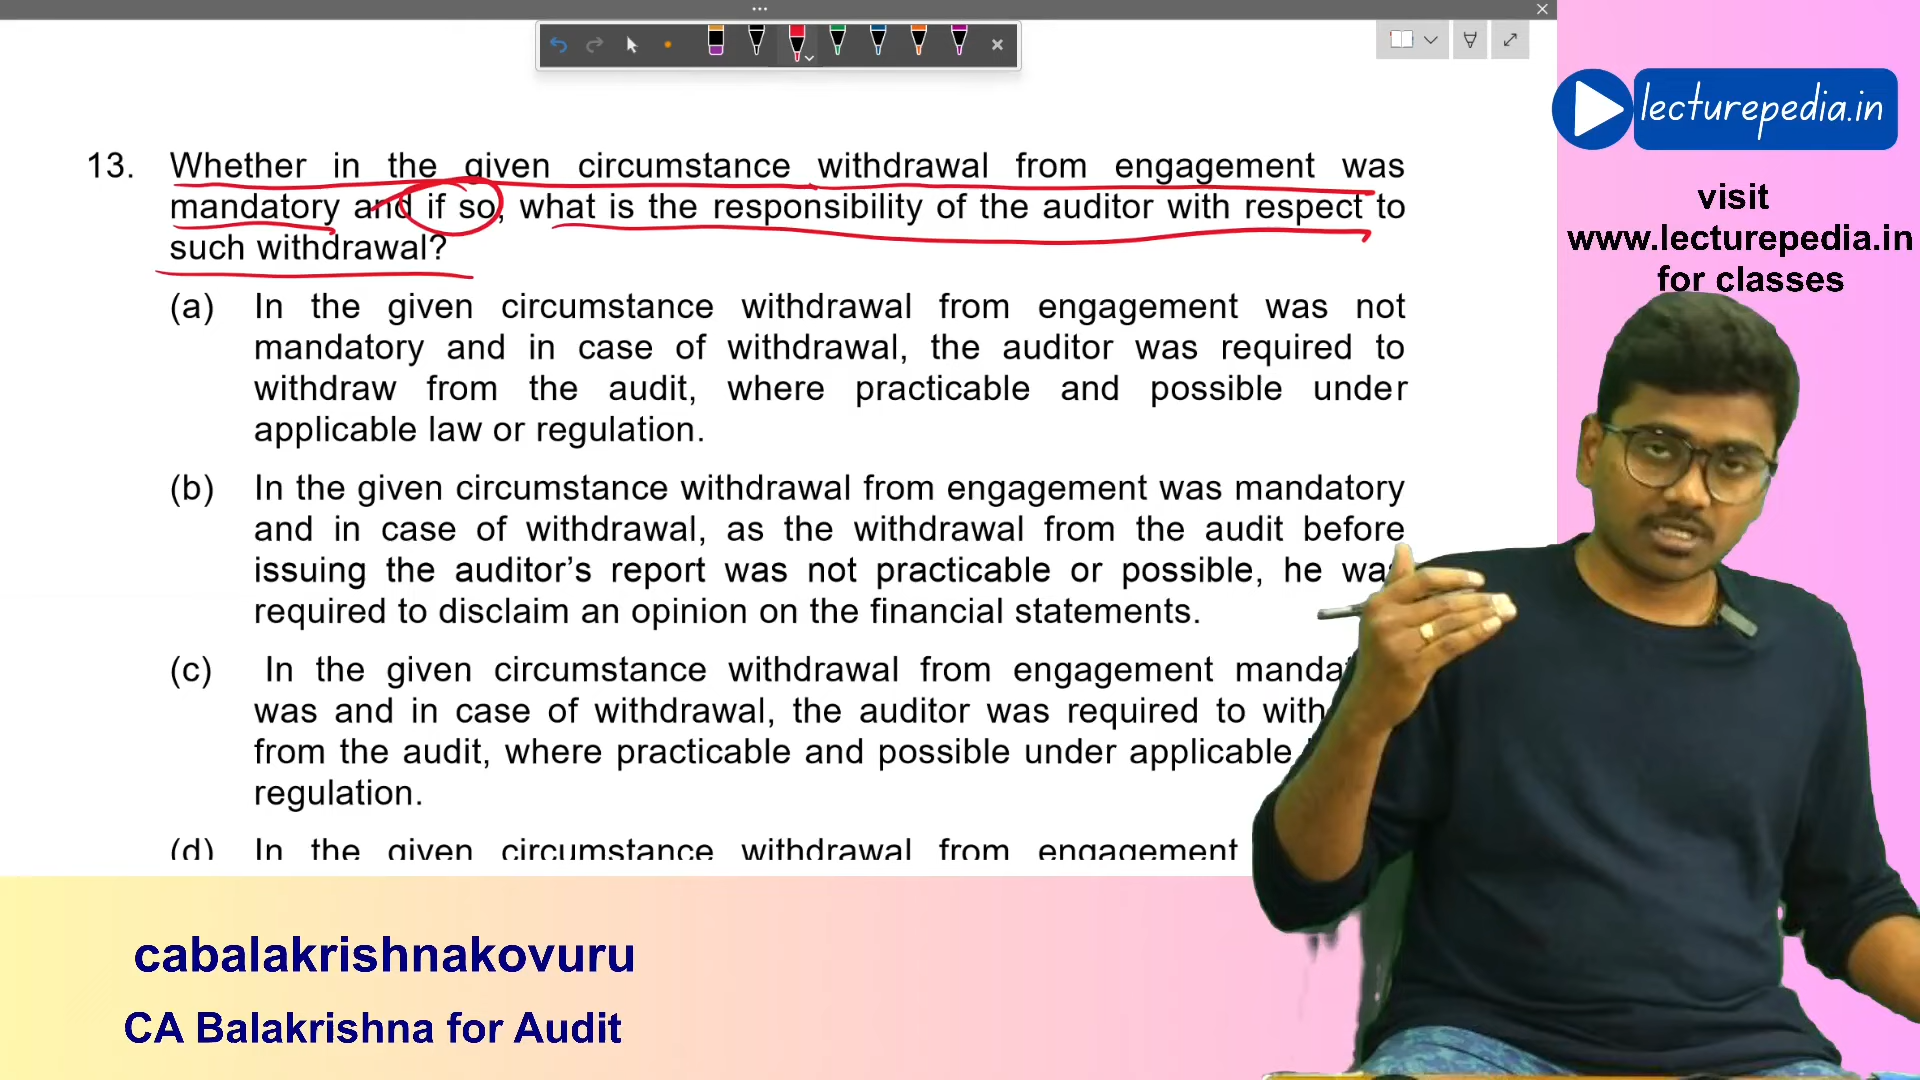 lecturepedia.in
visit
www.lecturepedia.in
for classes
13. Whether in the given circumstance withdrawal from engagement was
mandatory and if so, what is the responsibility of the auditor with respect to
such withdrawal?
(a) In the given circumstance withdrawal from engagement was not
mandatory and in case of withdrawal, the auditor was required to
withdraw from the audit, where practicable and possible under
applicable law or regulation.
(b) In the given circumstance withdrawal from engagement was mandatory
and in case of withdrawal, as the withdrawal from the audit before
issuing the auditor's report was not practicable or possible, he was
required to disclaim an opinion on the financial statements.
(c) In the given circumstance withdrawal from engagement
was and in case of withdrawal, the auditor was required to
from the audit, where practicable and possible under applicable
regulation.
(d) In the given circumstance withdrawal from engagement
cabalakrishnakovuru
CA Balakrishna for Audit